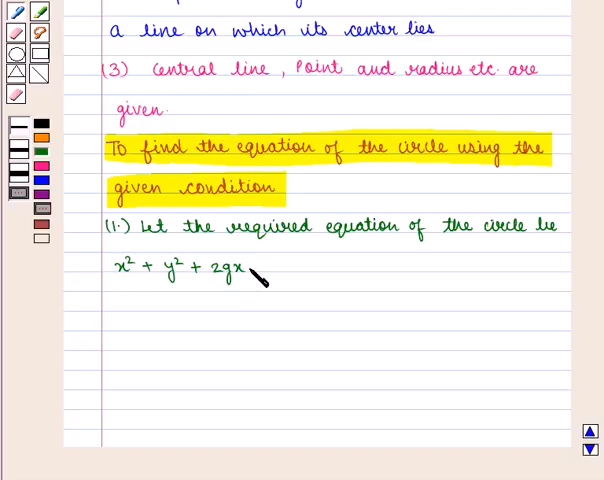 a line on which its center lies
(3) Central line, Point and radius etc. are
given.
To find the equation of the circle using the
given condition
(1.) Let the required equation of the circle be
x² + y² + 2gx